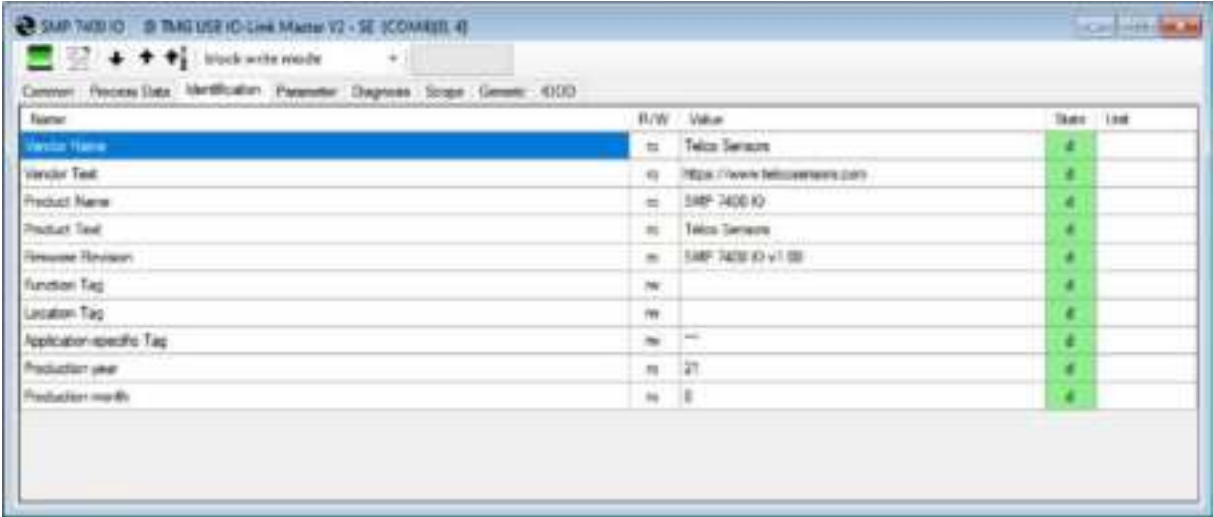 SMP 7400 IO @ TMG USB IO-Link Master V2 - SE (COM8)[0, 4]
block write mode
Common Process Data Identification Parameter Diagnosis Scope Generic IODD
Name R/W Value State Unit
Vendor Name ro Telco Sensors
Vendor Text ro https://www.telcosensors.com
Product Name ro SMP 7400 IO
Product Text ro Telco Sensors
Firmware Revision ro SMP 7400 IO v1.00
Function Tag rw
Location Tag rw
Application-specific Tag rw ***
Production year ro 21
Production month ro